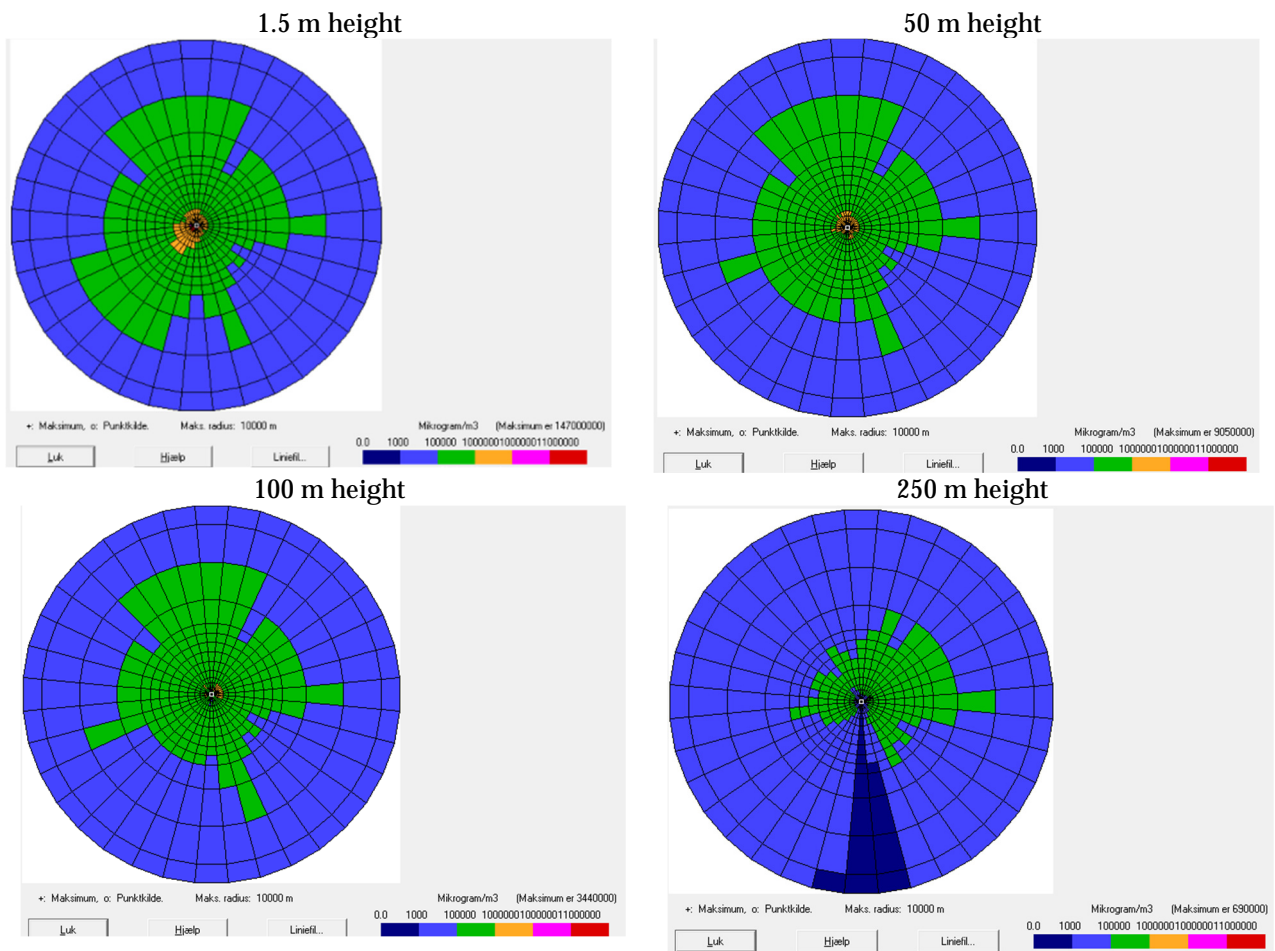 1.5 m height
50 m height
+: Maksimum, o: Punktkilde. Maks. radius: 10000 m Mikrogram/m3 (Maksimum er 147000000)
0.0 1000 100000 10000001000000011000000
Luk Hjælp Liniefil...
+: Maksimum, o: Punktkilde. Maks. radius: 10000 m Mikrogram/m3 (Maksimum er 9050000)
0.0 1000 100000 10000001000000011000000
Luk Hjælp Liniefil...
100 m height
250 m height
+: Maksimum, o: Punktkilde. Maks. radius: 10000 m Mikrogram/m3 (Maksimum er 3440000)
0.0 1000 100000 10000001000000011000000
Luk Hjælp Liniefil...
+: Maksimum, o: Punktkilde. Maks. radius: 10000 m Mikrogram/m3 (Maksimum er 690000)
0.0 1000 100000 10000001000000011000000
Luk Hjælp Liniefil...